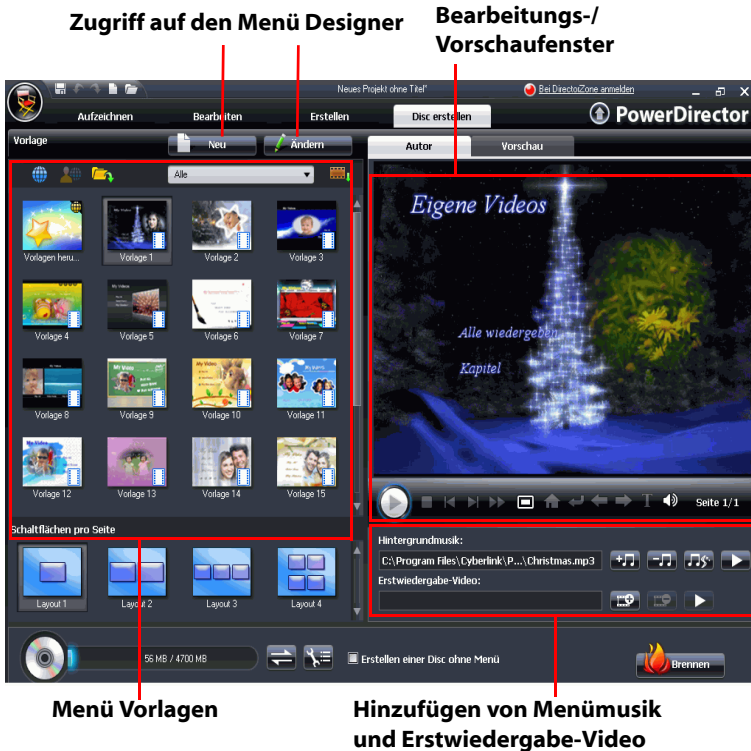 Zugriff auf den Menü Designer
Bearbeitungs-/
Vorschaufenster
Neues Projekt ohne Titel*
Bei DirectorZone anmelden
Aufzeichnen
Bearbeiten
Erstellen
Disc erstellen
PowerDirector
Vorlage
Neu
Ändern
Autor
Vorschau
Alle
Vorlagen heru...
Vorlage 1
Vorlage 2
Vorlage 3
Vorlage 4
Vorlage 5
Vorlage 6
Vorlage 7
Vorlage 8
Vorlage 9
Vorlage 10
Vorlage 11
Vorlage 12
Vorlage 13
Vorlage 14
Vorlage 15
Eigene Videos
Alle wiedergeben
Kapitel
Seite 1/1
Schaltflächen pro Seite
Layout 1
Layout 2
Layout 3
Layout 4
Hintergrundmusik:
C:\Program Files\Cyberlink\P...\Christmas.mp3
Erstwiedergabe-Video:
56 MB / 4700 MB
Erstellen einer Disc ohne Menü
Brennen
Menü Vorlagen
Hinzufügen von Menümusik
und Erstwiedergabe-Video